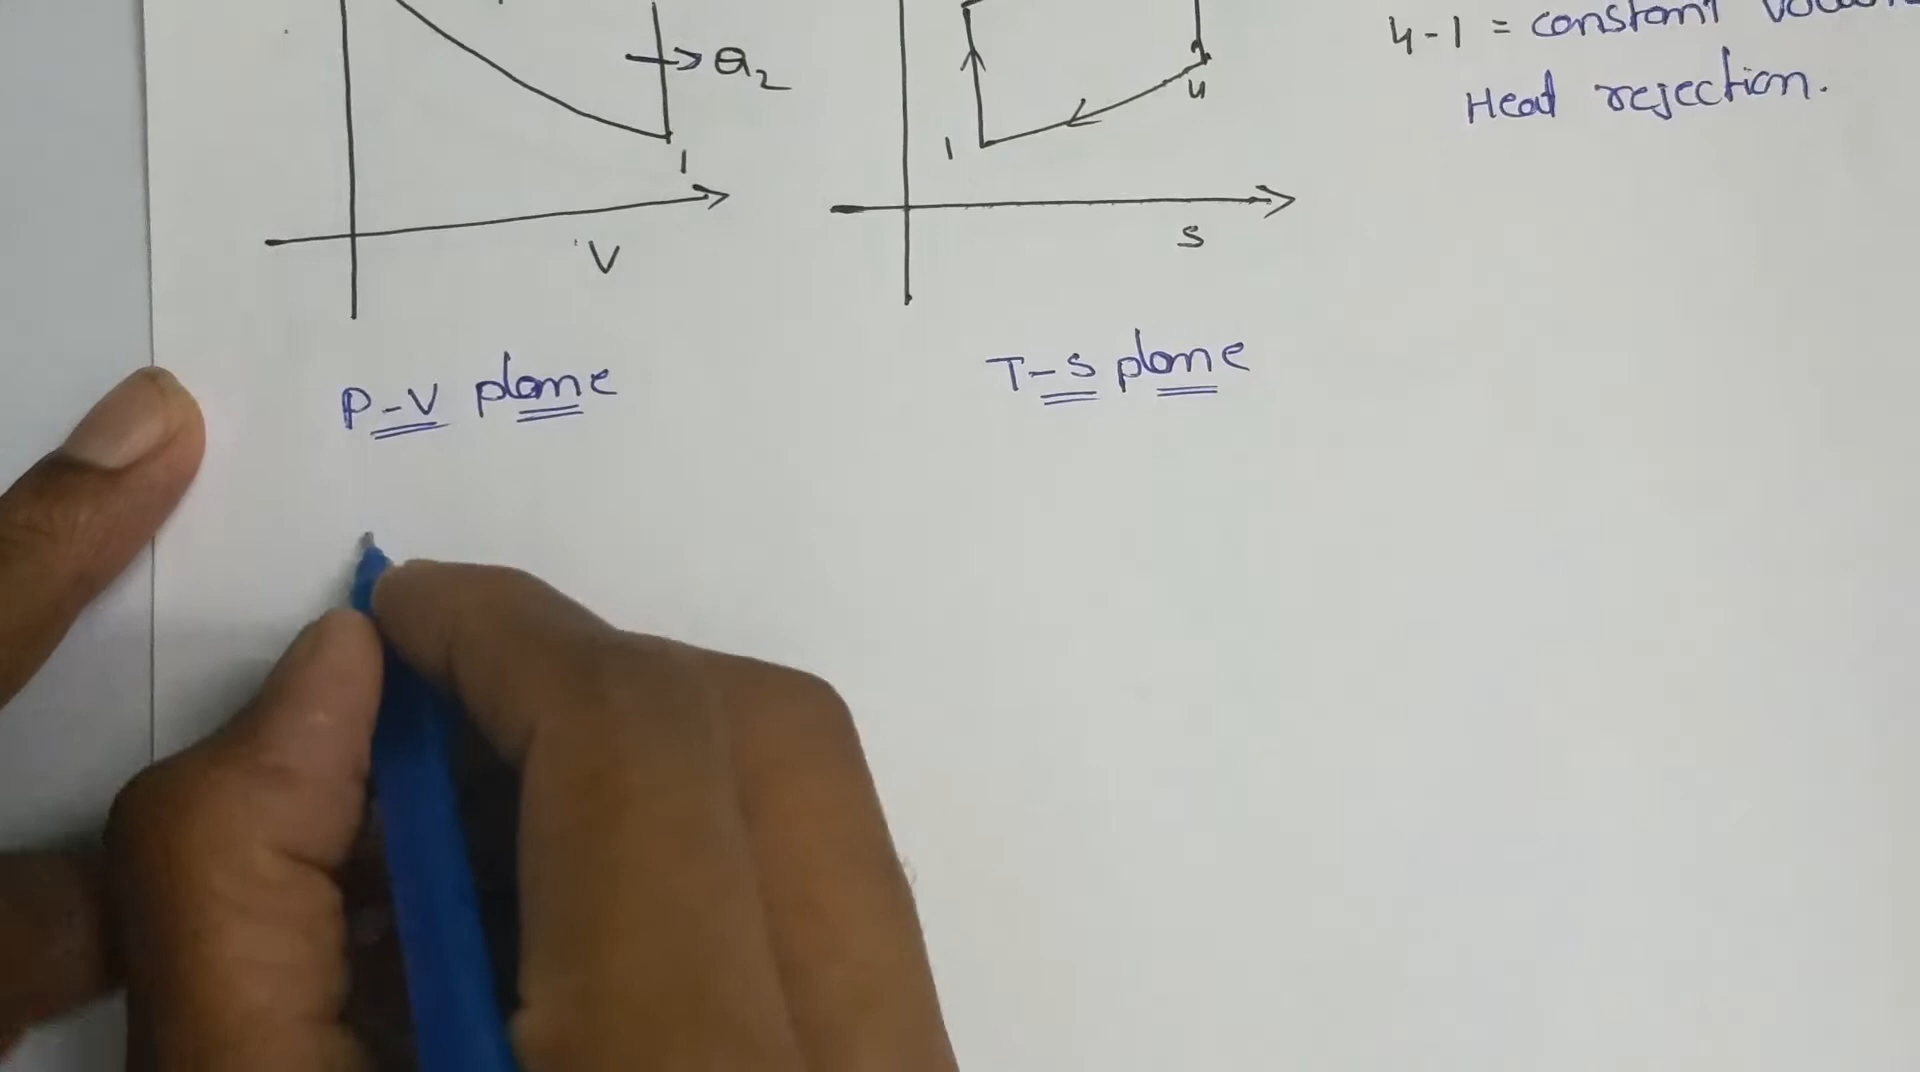 4-1 = constant
Heat rejection.
Q2
4
1
1
V
S
P-V plane
T-S plane